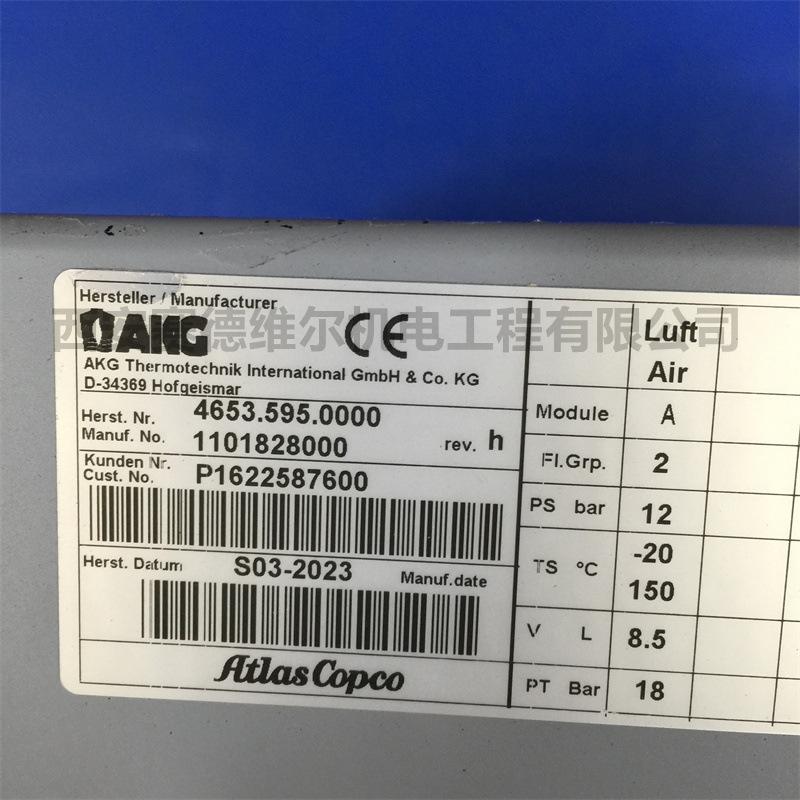 Hersteller / Manufacturer
AKG
CE
AKG Thermotechnik International GmbH & Co. KG
D-34369 Hofgeismar
Herst. Nr. 4653.595.0000
Manuf. No. 1101828000 rev. h
Kunden Nr.
Cust. No. P1622587600
Herst. Datum S03-2023 Manuf.date
Atlas Copco
Luft
Air
Module A
Fl.Grp. 2
PS bar 12
TS °C -20
150
V L 8.5
PT Bar 18
德维尔机电工程有限公司